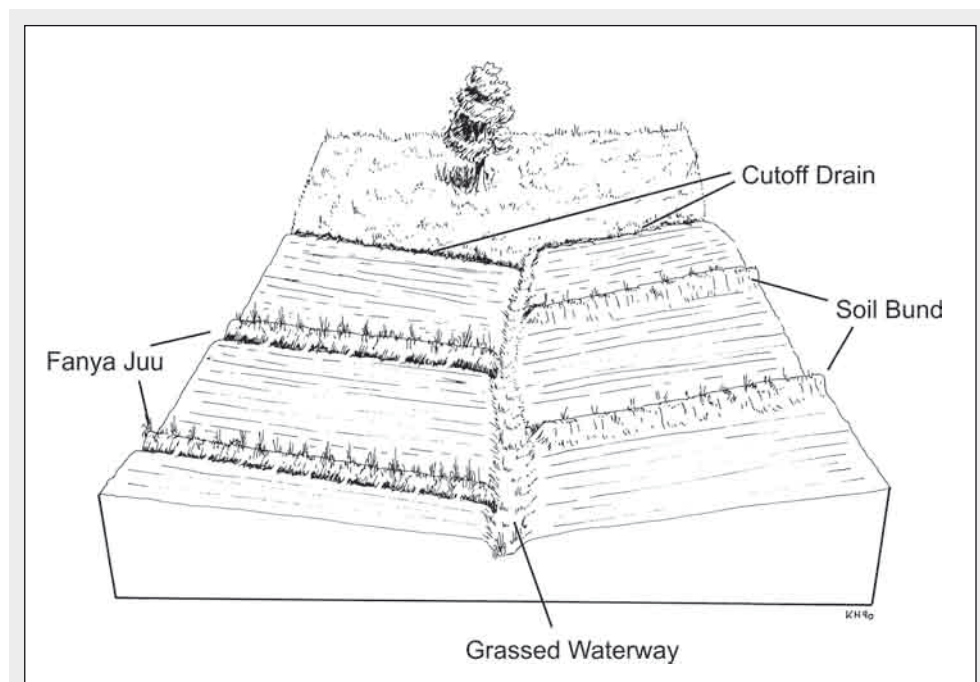 Cutoff Drain
Soil Bund
Fanya Juu
KH90
Grassed Waterway